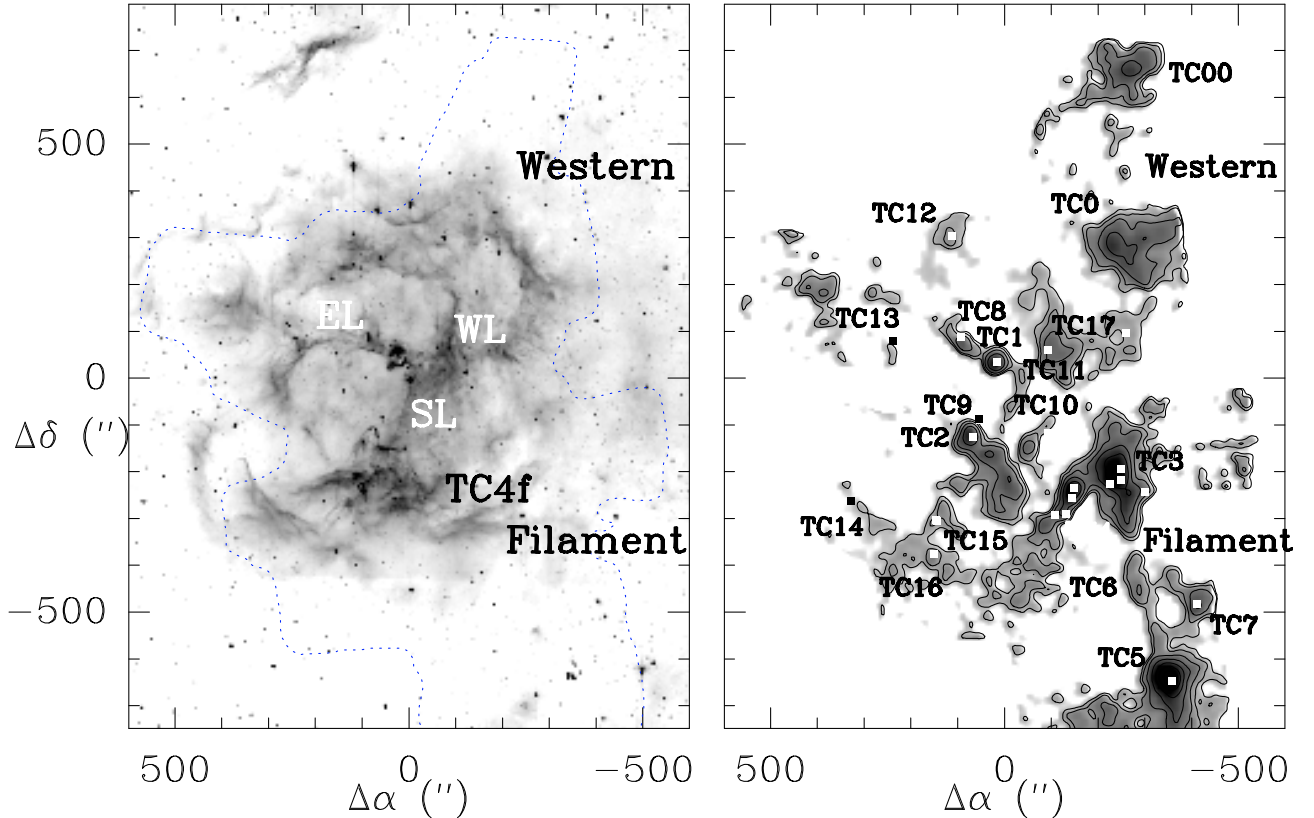 500
0
−500
Δδ (″)
500
0
−500
Δα (″)
Western
EL
WL
SL
TC4f
Filament
TC00
Western
TC0
TC12
TC13
TC8
TC1
TC17
TC11
TC9
TC10
TC2
TC3
TC14
TC15
Filament
TC16
TC6
TC7
TC5
500
0
−500
Δα (″)